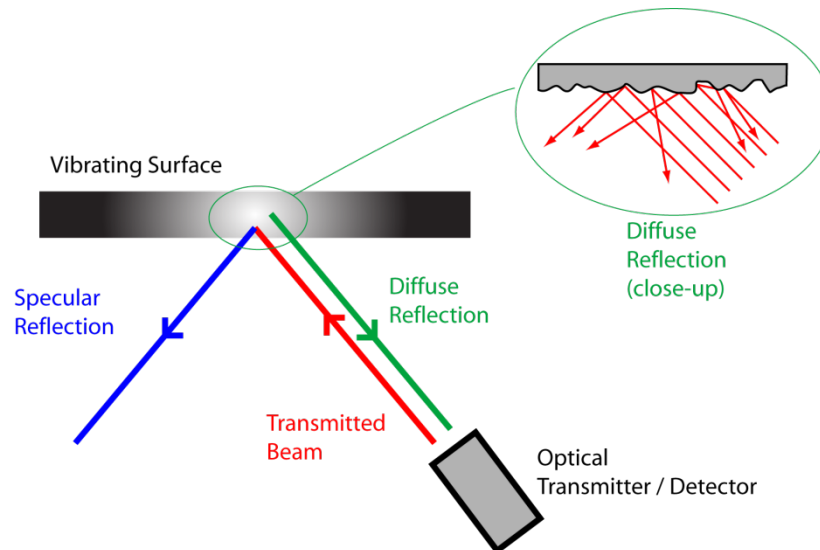 Vibrating Surface
Diffuse
Reflection
(close-up)
Specular
Reflection
Diffuse
Reflection
Transmitted
Beam
Optical
Transmitter / Detector